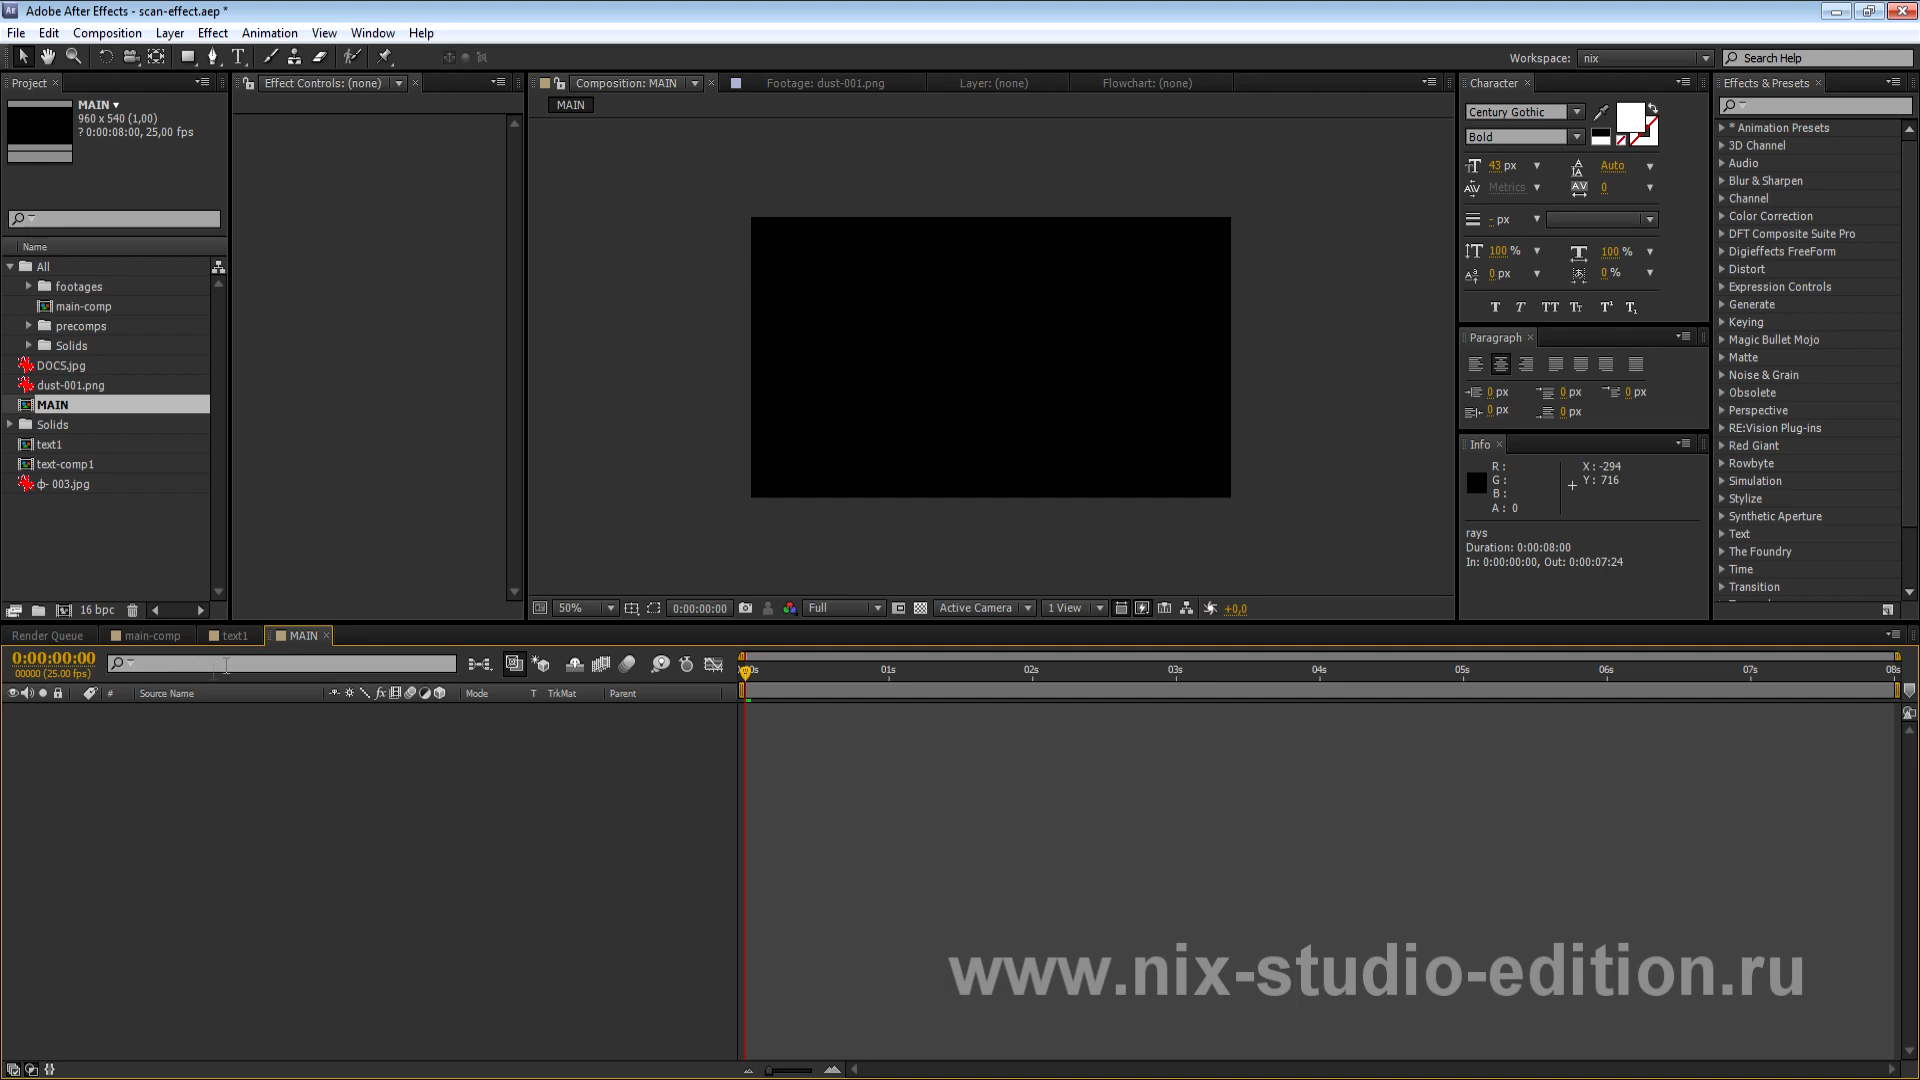 Adobe After Effects - scan-effect.aep *
File Edit Composition Layer Effect Animation View Window Help
Workspace: nix Search Help
Project
MAIN
960 x 540 (1,00)
? 0:00:08:00, 25,00 fps
Name
All
footages
main-comp
precomps
Solids
DOCS.jpg
dust-001.png
MAIN
Solids
text1
text-comp1
ф- 003.jpg
16 bpc
Effect Controls: (none)
Composition: MAIN Footage: dust-001.png Layer: (none) Flowchart: (none)
MAIN
50% 0:00:00:00 Full Active Camera 1 View +0,0
Character
Century Gothic
Bold
43 px Auto
Metrics 0
- px
100 % 100 %
0 px 0 %
T T TT Tr T¹ T₁
Paragraph
0 px 0 px 0 px
0 px 0 px
Info
R :
G :
B :
A : 0
X : -294
Y : 716
rays
Duration: 0:00:08:00
In: 0:00:00:00, Out: 0:00:07:24
Effects & Presets
* Animation Presets
3D Channel
Audio
Blur & Sharpen
Channel
Color Correction
DFT Composite Suite Pro
Digieffects FreeForm
Distort
Expression Controls
Generate
Keying
Magic Bullet Mojo
Matte
Noise & Grain
Obsolete
Perspective
RE:Vision Plug-ins
Red Giant
Rowbyte
Simulation
Stylize
Synthetic Aperture
Text
The Foundry
Time
Transition
Render Queue main-comp text1 MAIN
0:00:00:00
00000 (25.00 fps)
# Source Name fx Mode T TrkMat Parent
01s 02s 03s 04s 05s 06s 07s 08s
www.nix-studio-edition.ru